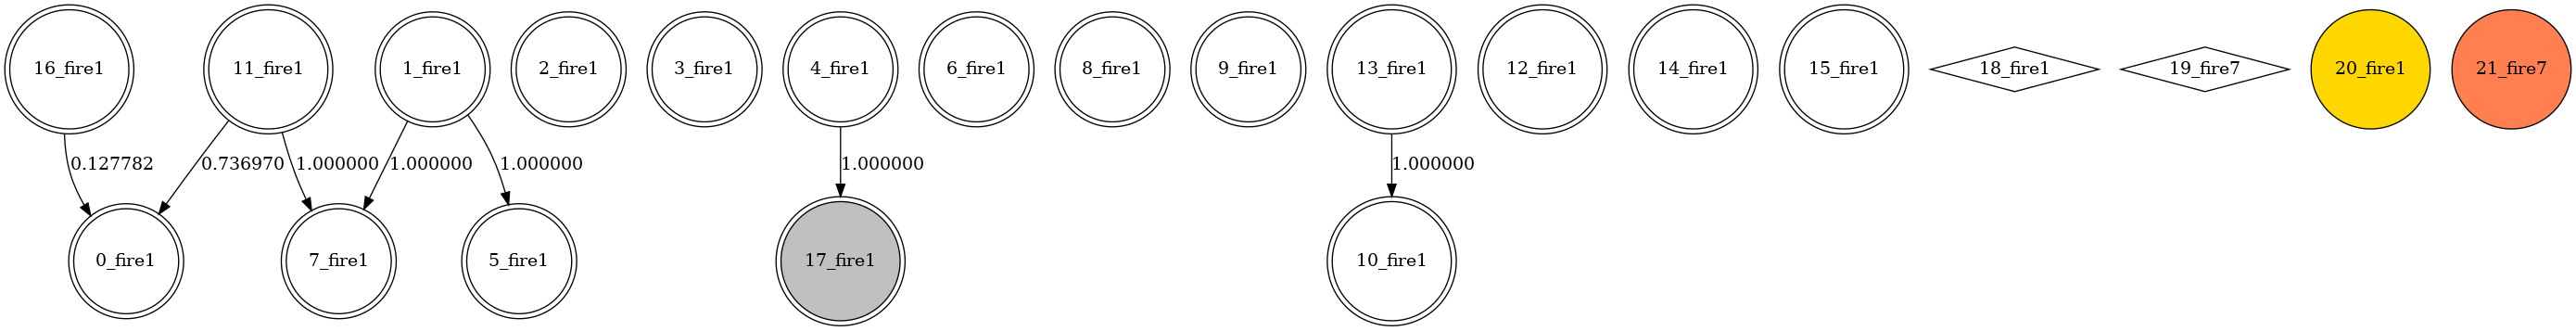 16_fire1
11_fire1
1_fire1
2_fire1
3_fire1
4_fire1
6_fire1
8_fire1
9_fire1
13_fire1
12_fire1
14_fire1
15_fire1
18_fire1
19_fire7
20_fire1
21_fire7
0.127782
0.736970
1.000000
1.000000
1.000000
1.000000
1.000000
0_fire1
7_fire1
5_fire1
17_fire1
10_fire1